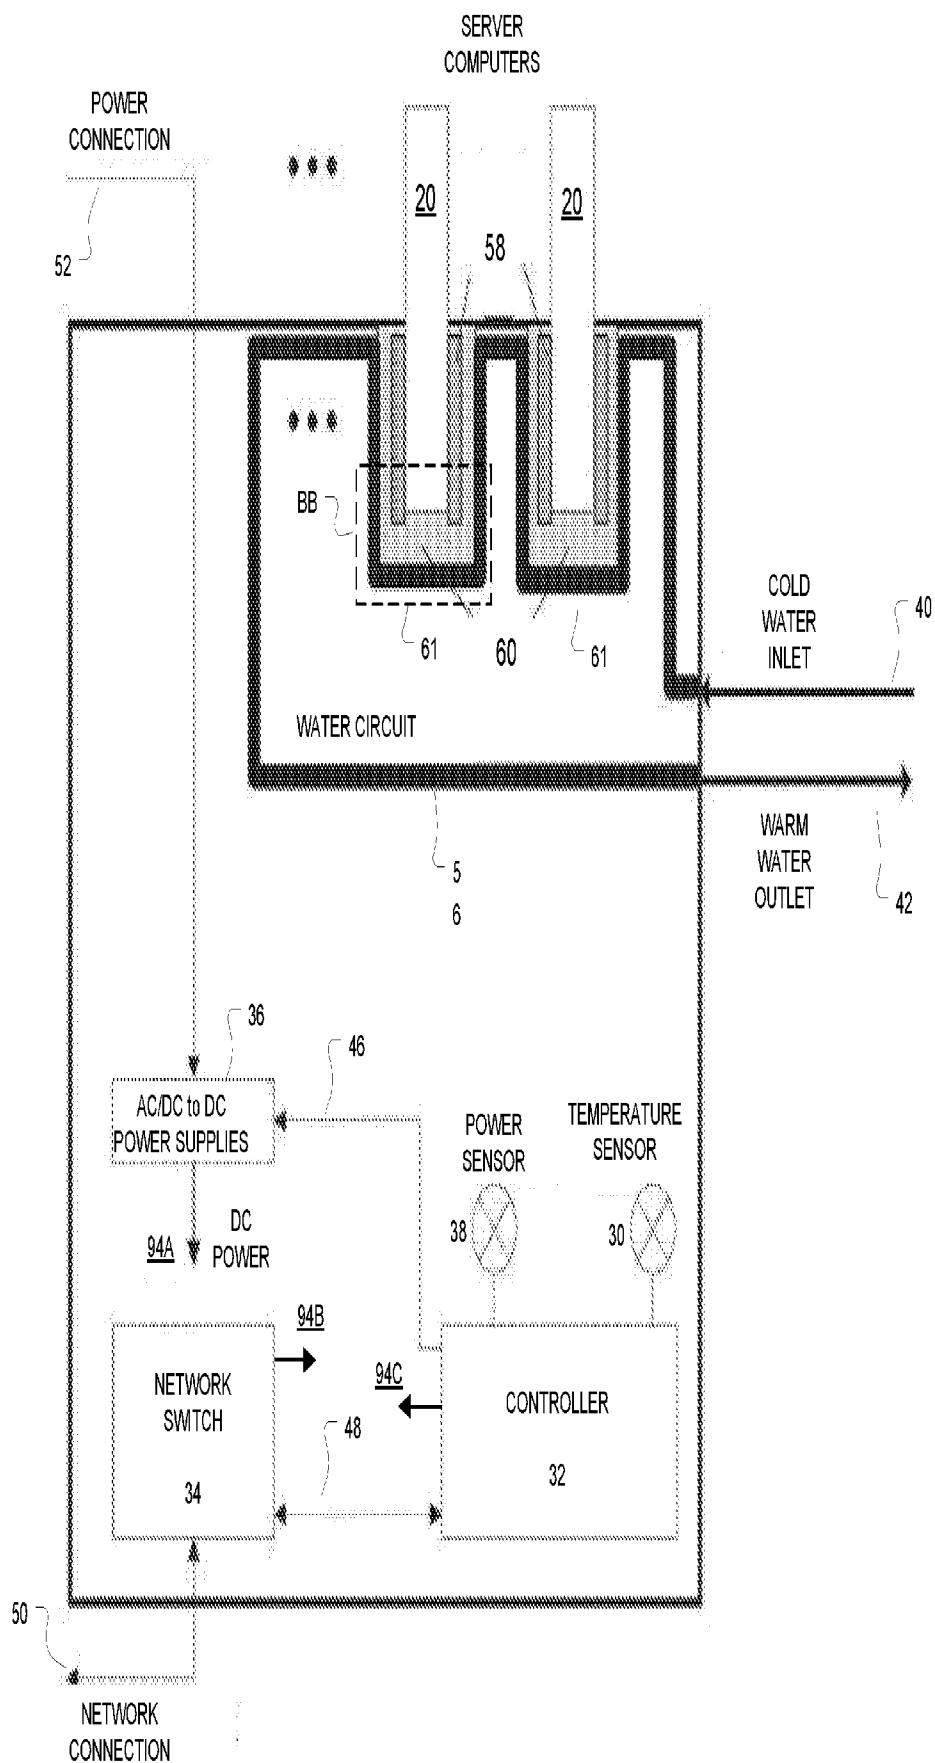 SERVER
COMPUTERS
POWER
CONNECTION
20
20
58
52
BB
61
60
61
COLD
WATER
INLET
40
WATER CIRCUIT
WARM
WATER
OUTLET
42
5
6
36
46
AC/DC to DC
POWER SUPPLIES
POWER
SENSOR
TEMPERATURE
SENSOR
38
30
94A
DC
POWER
94B
94C
NETWORK
SWITCH
34
48
CONTROLLER
32
50
NETWORK
CONNECTION